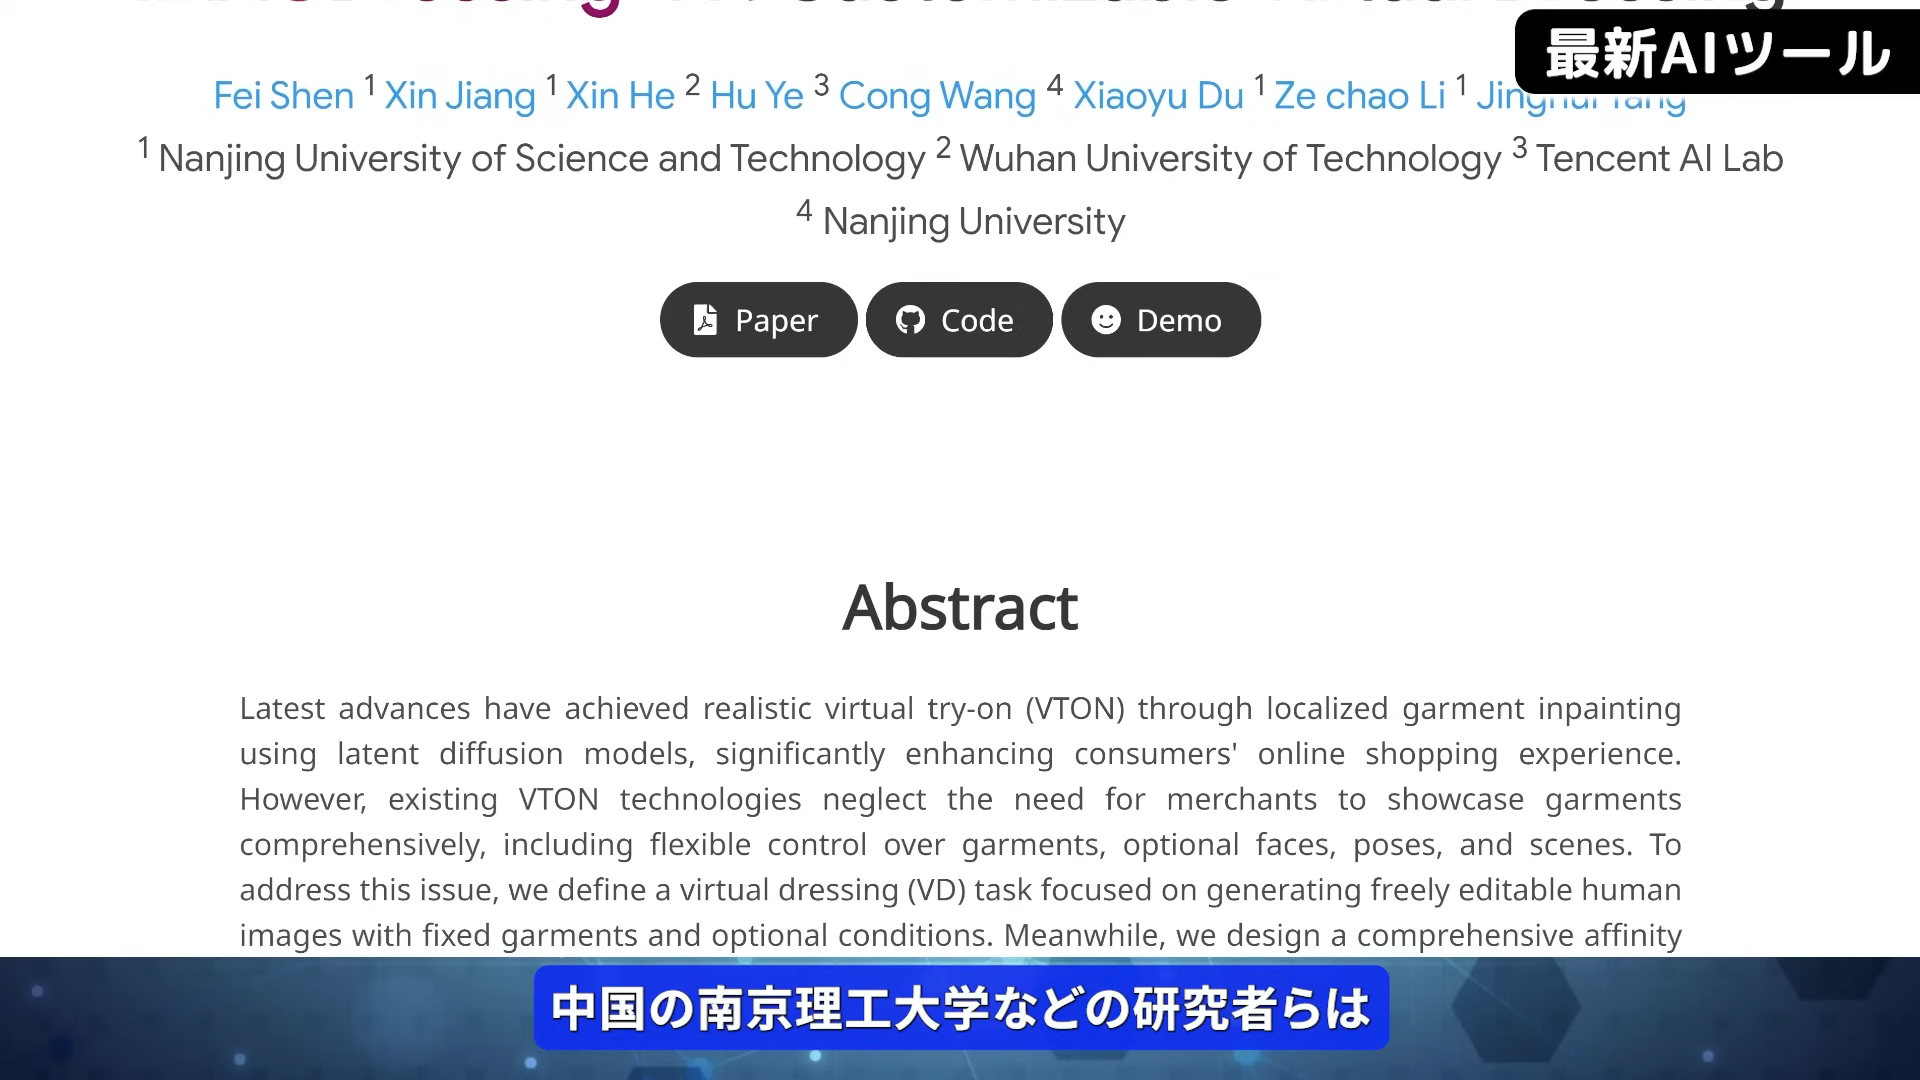 最新AIツール
Fei Shen 1 Xin Jiang 1 Xin He 2 Hu Ye 3 Cong Wang 4 Xiaoyu Du 1 Ze chao Li 1
1 Nanjing University of Science and Technology 2 Wuhan University of Technology 3 Tencent AI Lab
4 Nanjing University
Paper Code Demo
Abstract
Latest advances have achieved realistic virtual try-on (VTON) through localized garment inpainting
using latent diffusion models, significantly enhancing consumers' online shopping experience.
However, existing VTON technologies neglect the need for merchants to showcase garments
comprehensively, including flexible control over garments, optional faces, poses, and scenes. To
address this issue, we define a virtual dressing (VD) task focused on generating freely editable human
images with fixed garments and optional conditions. Meanwhile, we design a comprehensive affinity
中国の南京理工大学などの研究者らは